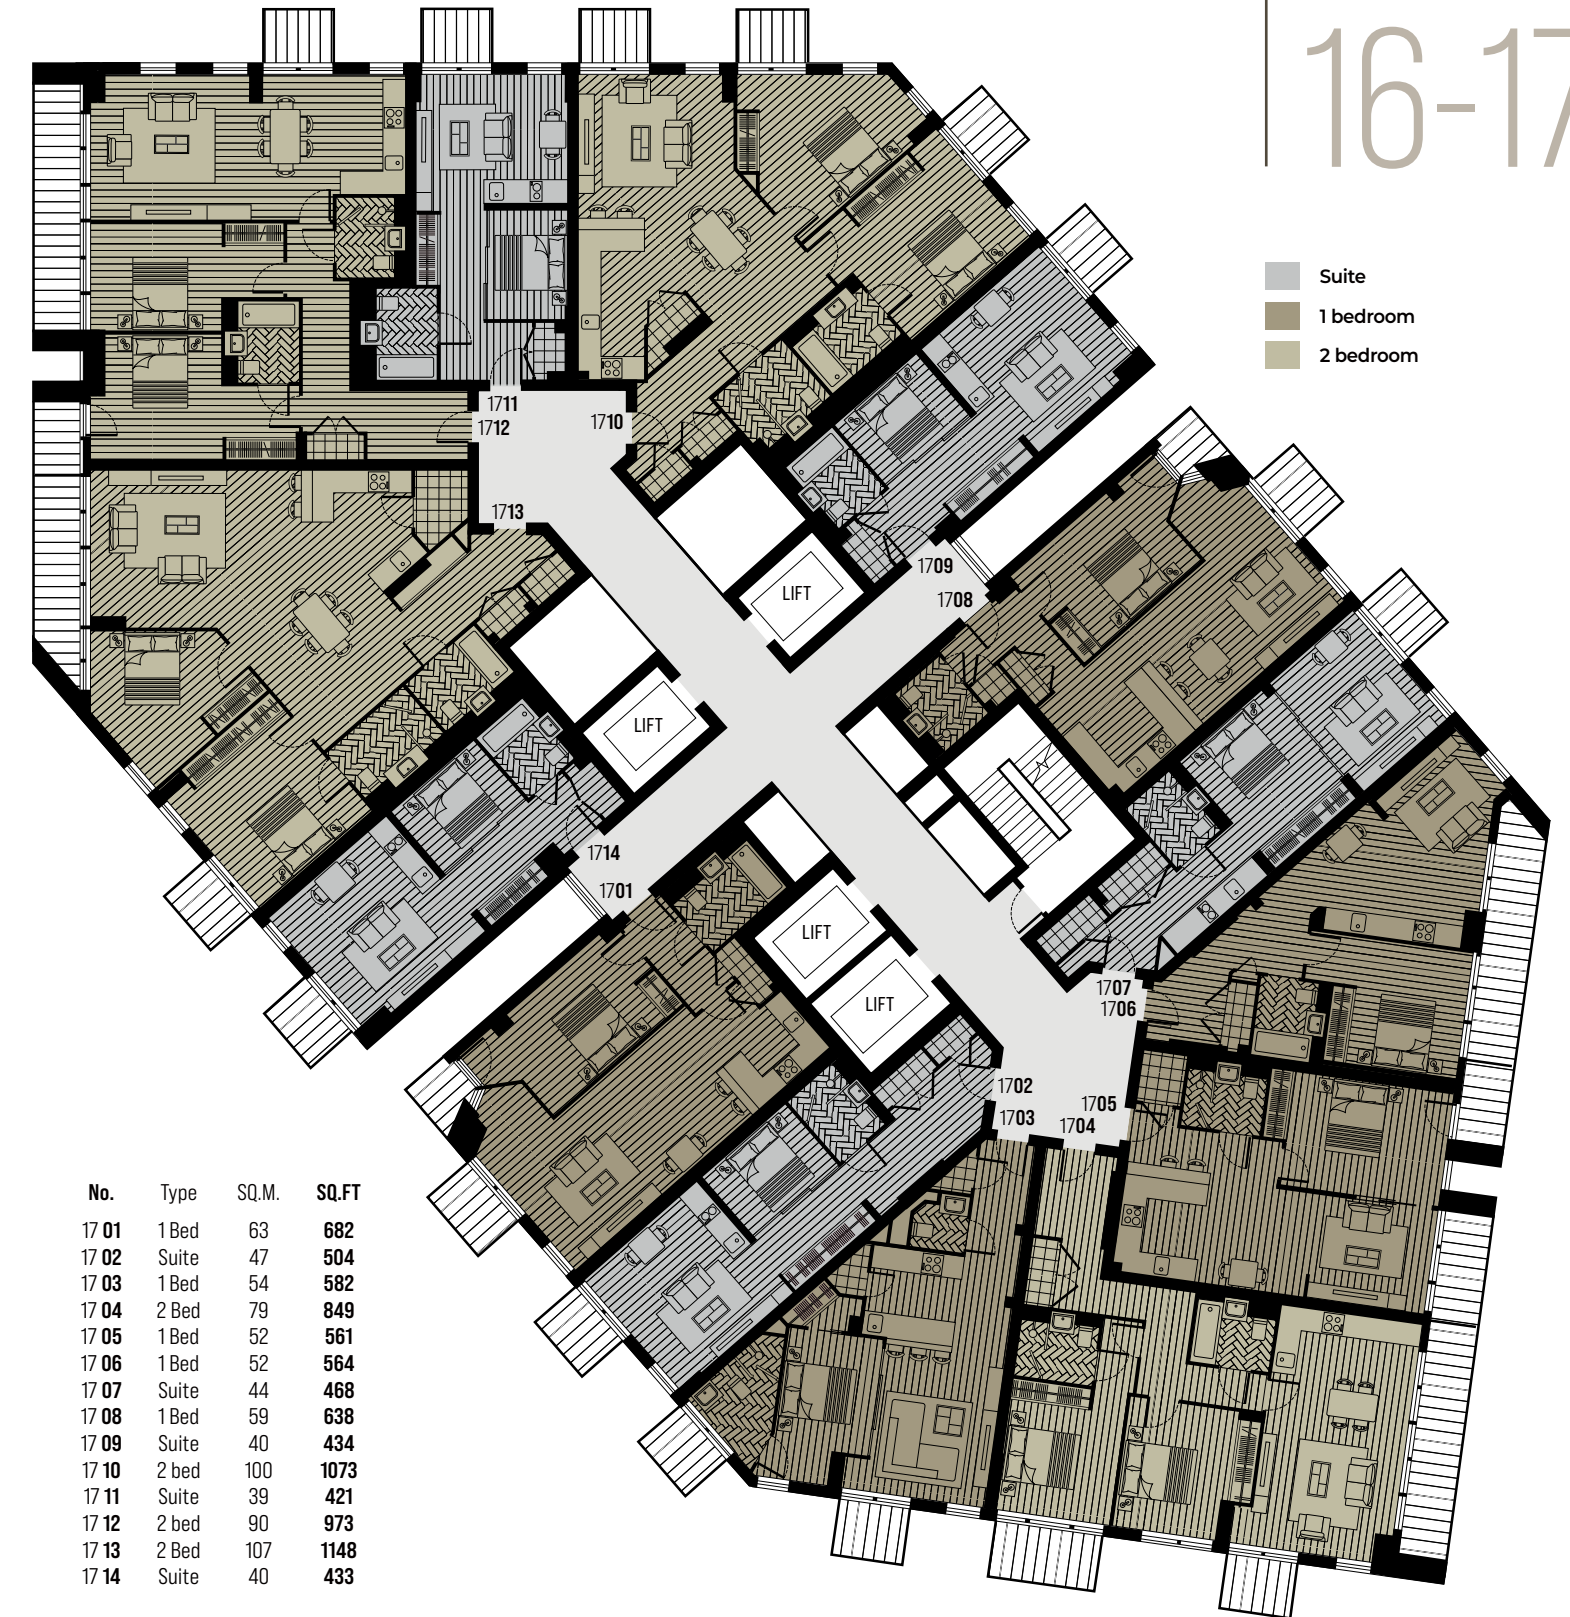 16-17
Suite
1 bedroom
2 bedroom
1711
1712
1710
1713
1709
1708
LIFT
LIFT
1714
1701
LIFT
LIFT
1707
1706
1702
1705
1703
1704
No. Type SQ.M. SQ.FT
17 01 1 Bed 63 682
17 02 Suite 47 504
17 03 1 Bed 54 582
17 04 2 Bed 79 849
17 05 1 Bed 52 561
17 06 1 Bed 52 564
17 07 Suite 44 468
17 08 1 Bed 59 638
17 09 Suite 40 434
17 10 2 bed 100 1073
17 11 Suite 39 421
17 12 2 bed 90 973
17 13 2 Bed 107 1148
17 14 Suite 40 433